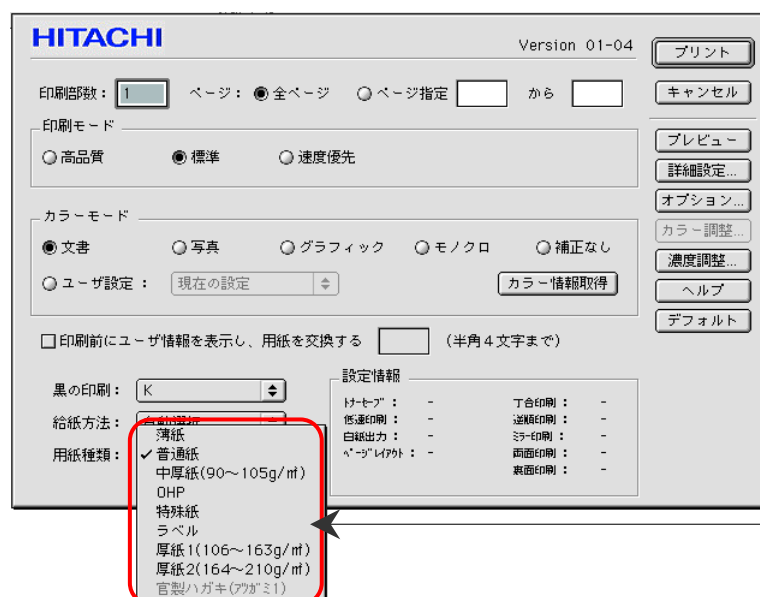 HITACHI
Version 01-04
プリント
印刷部数： 1 ページ： 全ページ ページ指定 から
キャンセル
印刷モード
プレビュー
高品質 標準 速度優先
詳細設定...
オプション...
カラーモード
カラー調整...
文書 写真 グラフィック モノクロ 補正なし
濃度調整...
ユーザ設定： 現在の設定 カラー情報取得
ヘルプ
デフォルト
印刷前にユーザ情報を表示し、用紙を交換する （半角４文字まで）
設定情報
黒の印刷： K
ﾄﾅｰｾｰﾌﾞ： - 丁合印刷： -
給紙方法： 自動選択
低速印刷： - 逆順印刷： -
白紙出力： - ﾐﾗｰ印刷： -
用紙種類：
ﾍﾟｰｼﾞﾚｲｱｳﾄ： - 両面印刷： -
裏面印刷： -
薄紙
✓普通紙
中厚紙(90～105g/㎡)
OHP
特殊紙
ラベル
厚紙1(106～163g/㎡)
厚紙2(164～210g/㎡)
官製ハガキ(ｱﾂｶﾞﾐ1)